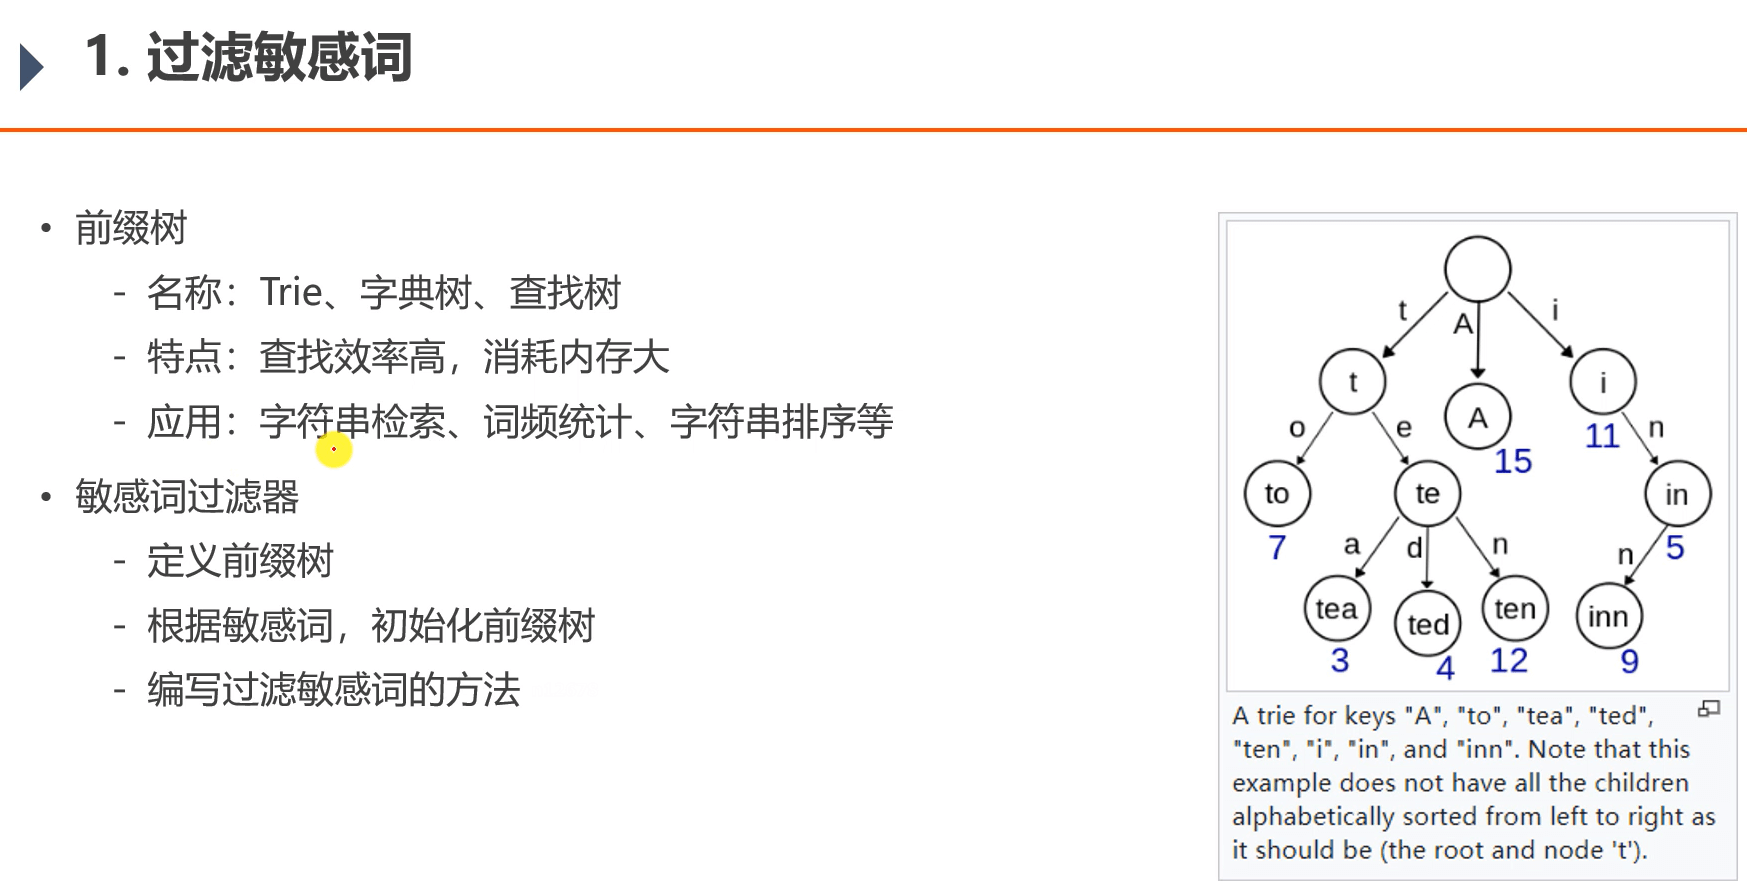 1. 过滤敏感词
• 前缀树
- 名称：Trie、字典树、查找树
- 特点：查找效率高，消耗内存大
- 应用：字符串检索、词频统计、字符串排序等
• 敏感词过滤器
- 定义前缀树
- 根据敏感词，初始化前缀树
- 编写过滤敏感词的方法
t
A
i
t
A
i
15
11
o
e
n
to
te
in
7
5
a
d
n
n
tea
ted
ten
inn
3
4
12
9
A trie for keys "A", "to", "tea", "ted",
"ten", "i", "in", and "inn". Note that this
example does not have all the children
alphabetically sorted from left to right as
it should be (the root and node 't').